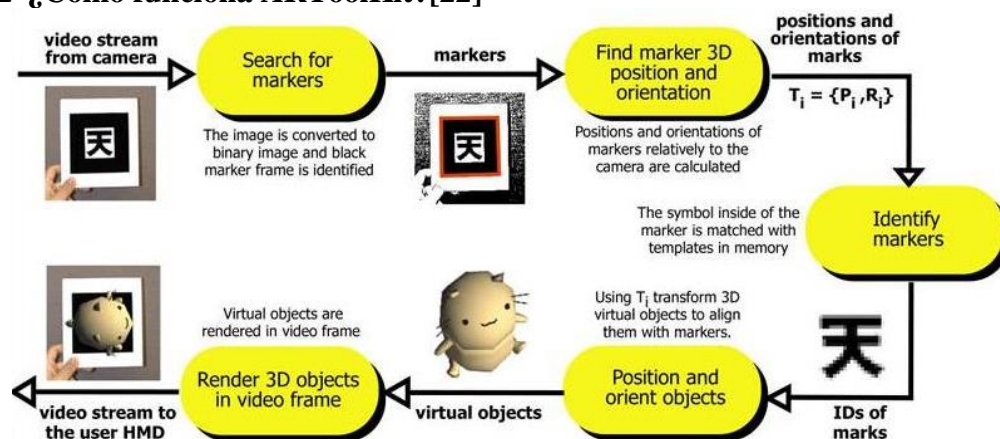 ¿Cómo funciona ARToolKit?[22]
video stream
from camera
Search for
markers
The image is converted to
binary image and black
marker frame is identified
markers
Find marker 3D
position and
orientation
Positions and orientations of
markers relatively to the
camera are calculated
positions and
orientations of
marks
Ti = {Pi ,Ri}
天
天
The symbol inside of the
marker is matched with
templates in memory
Identify
markers
天
IDs of
marks
Using Ti transform 3D
virtual objects to align
them with markers.
Position and
orient objects
virtual objects
Virtual objects are
rendered in video frame
Render 3D objects
in video frame
video stream to
the user HMD